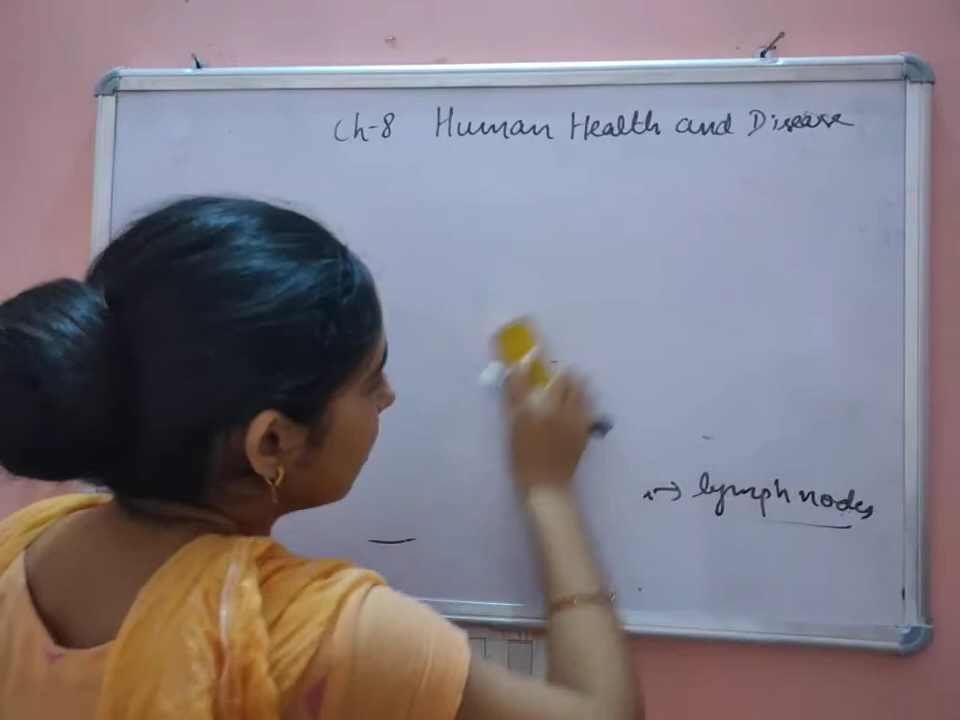 Ch-8 Human Health and Disease
→ lymph nodes